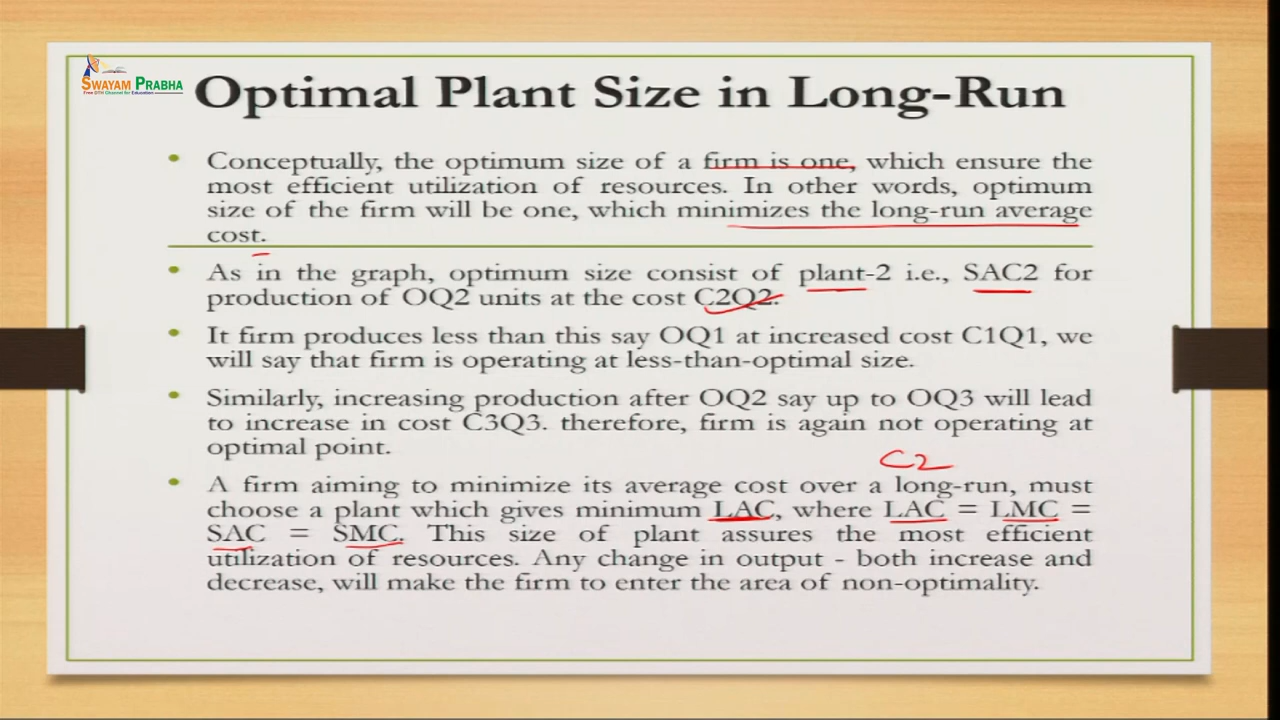 SWAYAM PRABHA
Free DTH Channel for Education
Optimal Plant Size in Long-Run
• Conceptually, the optimum size of a firm is one, which ensure the
most efficient utilization of resources. In other words, optimum
size of the firm will be one, which minimizes the long-run average
cost.
• As in the graph, optimum size consist of plant-2 i.e., SAC2 for
production of OQ2 units at the cost C2Q2.
• It firm produces less than this say OQ1 at increased cost C1Q1, we
will say that firm is operating at less-than-optimal size.
• Similarly, increasing production after OQ2 say up to OQ3 will lead
to increase in cost C3Q3. therefore, firm is again not operating at
optimal point.
C2
• A firm aiming to minimize its average cost over a long-run, must
choose a plant which gives minimum LAC, where LAC = LMC =
SAC = SMC. This size of plant assures the most efficient
utilization of resources. Any change in output - both increase and
decrease, will make the firm to enter the area of non-optimality.